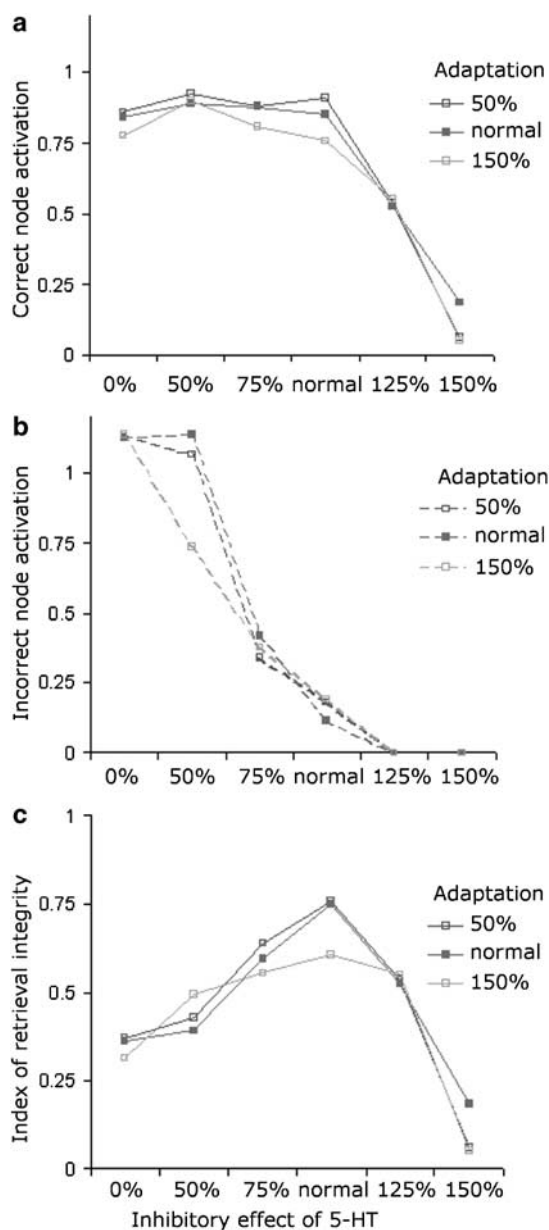 a
Correct node activation
1
0.75
0.5
0.25
0
Adaptation
50%
normal
150%
0% 50% 75% normal 125% 150%
b
Incorrect node activation
1
0.75
0.5
0.25
0
Adaptation
50%
normal
150%
0% 50% 75% normal 125% 150%
c
Index of retrieval integrity
1
0.75
0.5
0.25
0
Adaptation
50%
normal
150%
0% 50% 75% normal 125% 150%
Inhibitory effect of 5-HT